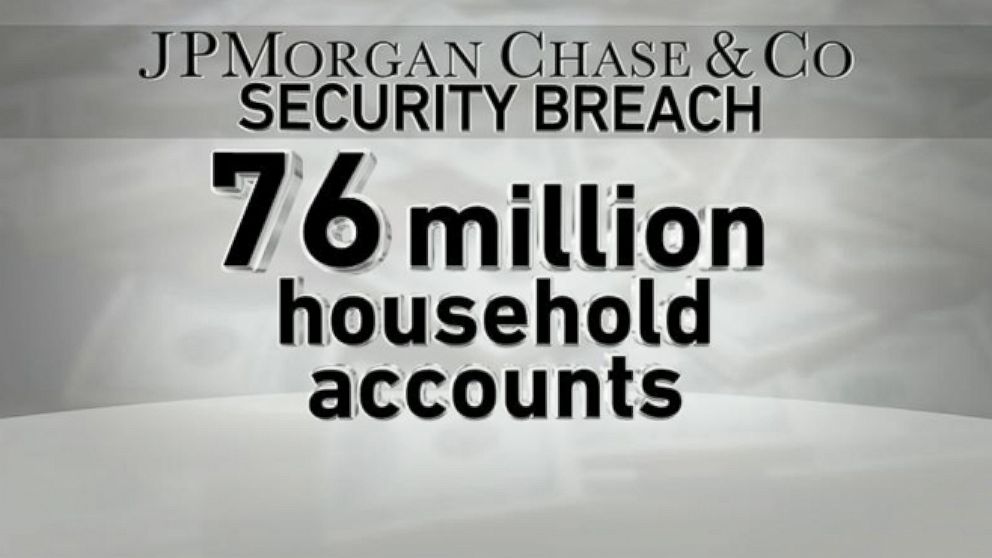 JPMORGAN CHASE & CO
SECURITY BREACH
76 million
household
accounts